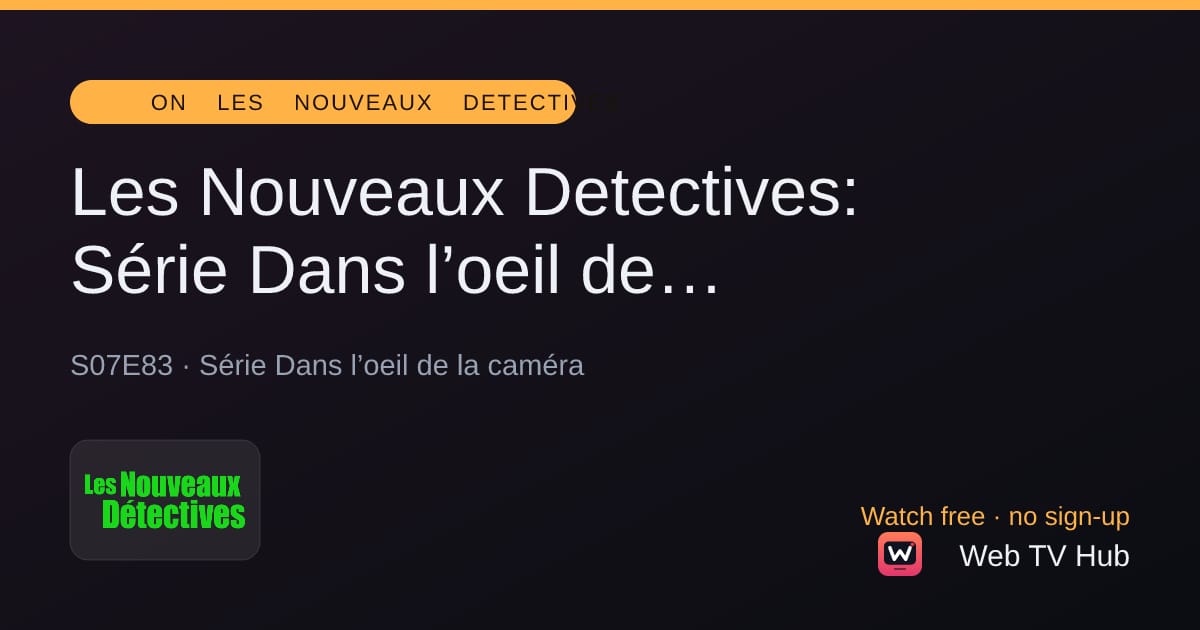 ON LES NOUVEAUX DETECTIVES
Les Nouveaux Detectives:
Série Dans l’oeil de…
S07E83 · Série Dans l’oeil de la caméra
Les Nouveaux
Détectives
Watch free · no sign-up
W
Web TV Hub